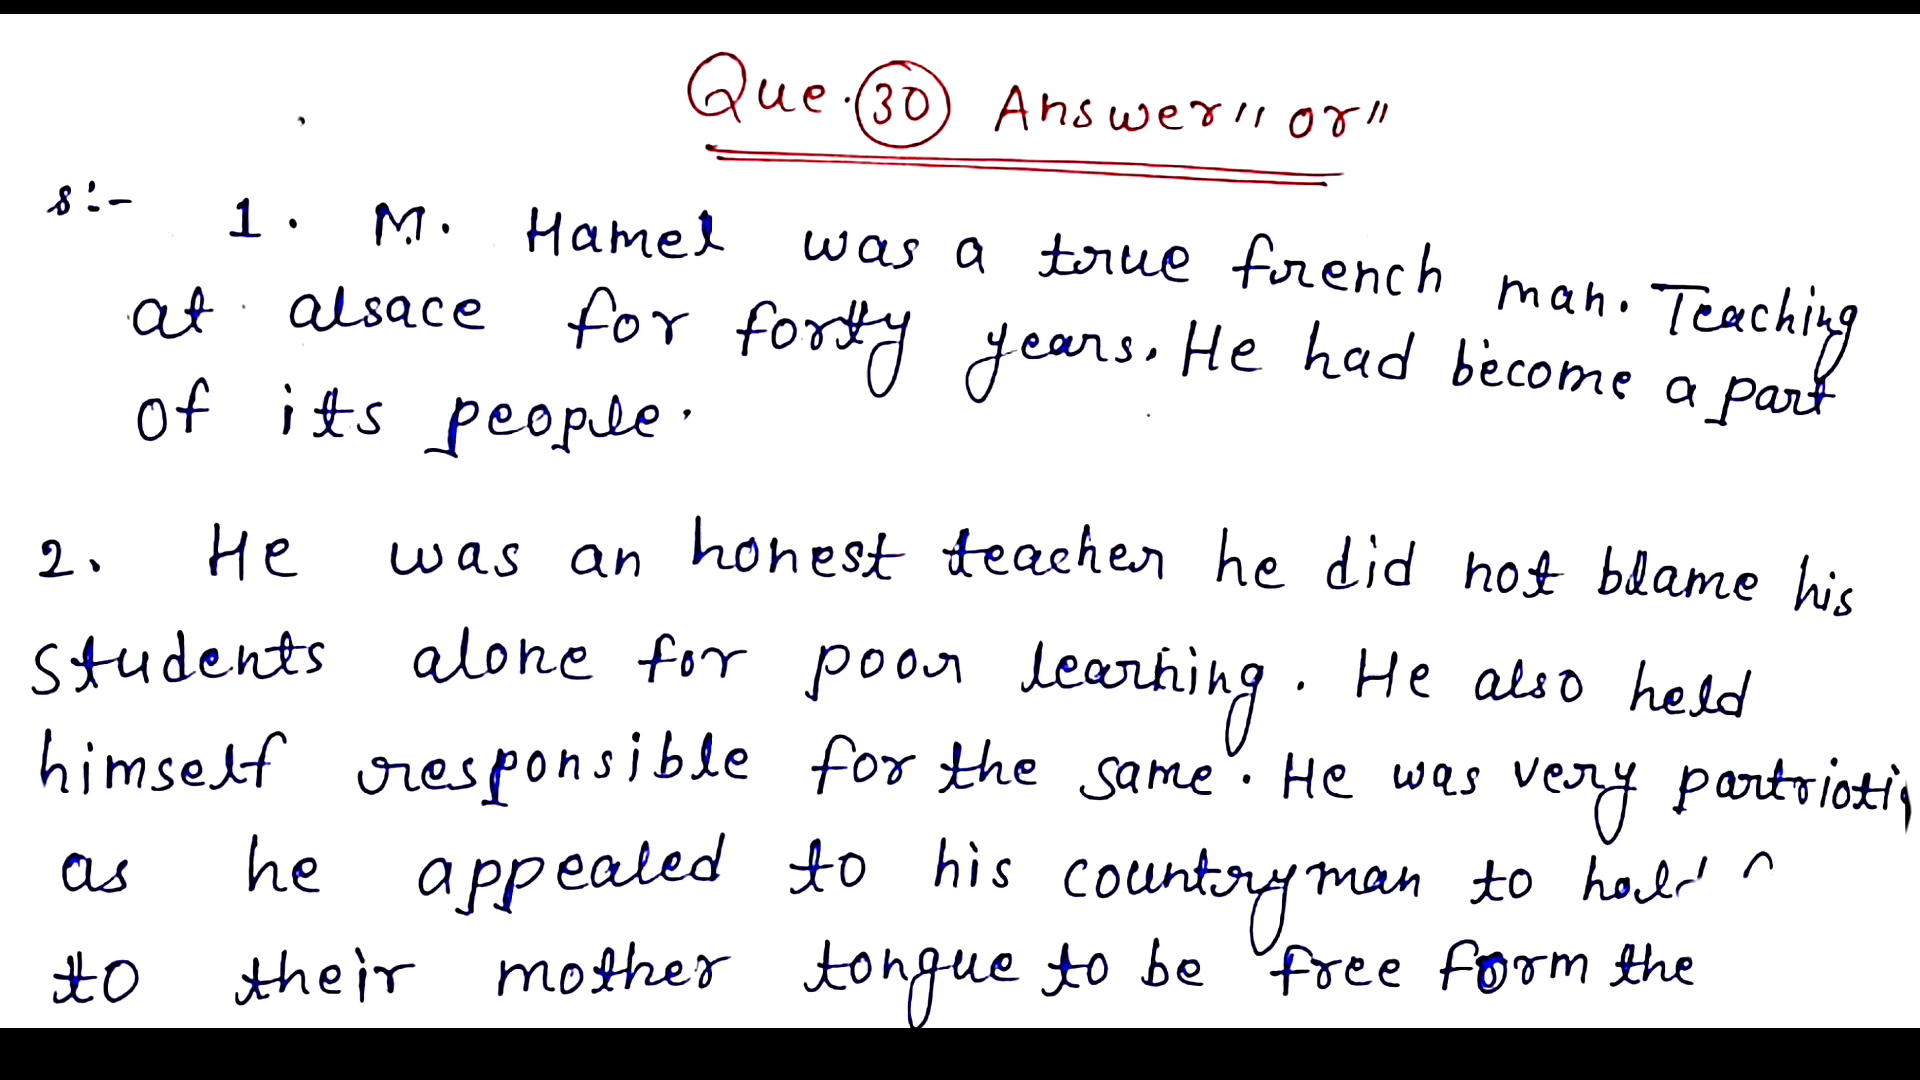 Que. 30 Answer " or "
s:-
1. M. Hamel was a true french man. Teaching
at alsace for forty years. He had become a part
of its people.
2. He was an honest teacher he did not blame his
students alone for poor learning. He also held
himself responsible for the same. He was very partrioti
as he appealed to his countryman to
to their mother tongue to be free form the